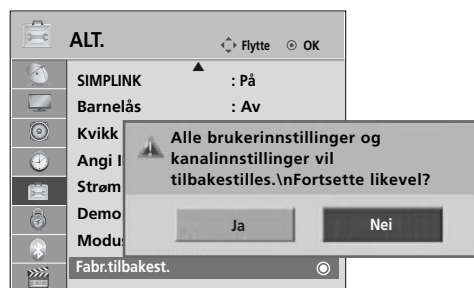 ALT.
Flytte OK
SIMPLINK : På
Barnelås : Av
Kvikk
Angi
Strøm
Demo
Modus
Fabr.tilbakest.
Alle brukerinnstillinger og
kanalinnstillinger vil
tilbakestilles.\nFortsette likevel?
Ja Nei